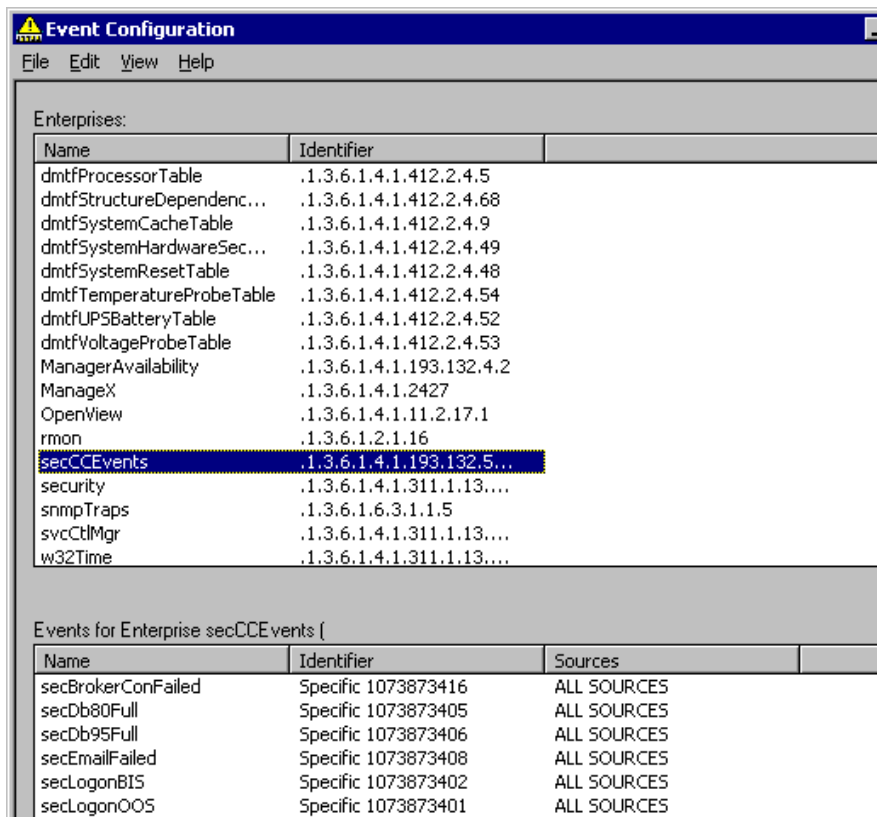 Event Configuration
File Edit View Help
Enterprises:
Name Identifier
dmtfProcessorTable .1.3.6.1.4.1.412.2.4.5
dmtfStructureDependenc... .1.3.6.1.4.1.412.2.4.68
dmtfSystemCacheTable .1.3.6.1.4.1.412.2.4.9
dmtfSystemHardwareSec... .1.3.6.1.4.1.412.2.4.49
dmtfSystemResetTable .1.3.6.1.4.1.412.2.4.48
dmtfTemperatureProbeTable .1.3.6.1.4.1.412.2.4.54
dmtfUPSBatteryTable .1.3.6.1.4.1.412.2.4.52
dmtfVoltageProbeTable .1.3.6.1.4.1.412.2.4.53
ManagerAvailability .1.3.6.1.4.1.193.132.4.2
ManageX .1.3.6.1.4.1.2427
OpenView .1.3.6.1.4.1.11.2.17.1
rmon .1.3.6.1.2.1.16
secCCEvents .1.3.6.1.4.1.193.132.5...
security .1.3.6.1.4.1.311.1.13....
snmpTraps .1.3.6.1.6.3.1.1.5
svcCtlMgr .1.3.6.1.4.1.311.1.13....
w32Time .1.3.6.1.4.1.311.1.13....
Events for Enterprise secCCEvents (
Name Identifier Sources
secBrokerConFailed Specific 1073873416 ALL SOURCES
secDb80Full Specific 1073873405 ALL SOURCES
secDb95Full Specific 1073873406 ALL SOURCES
secEmailFailed Specific 1073873408 ALL SOURCES
secLogonBIS Specific 1073873402 ALL SOURCES
secLogonOOS Specific 1073873401 ALL SOURCES